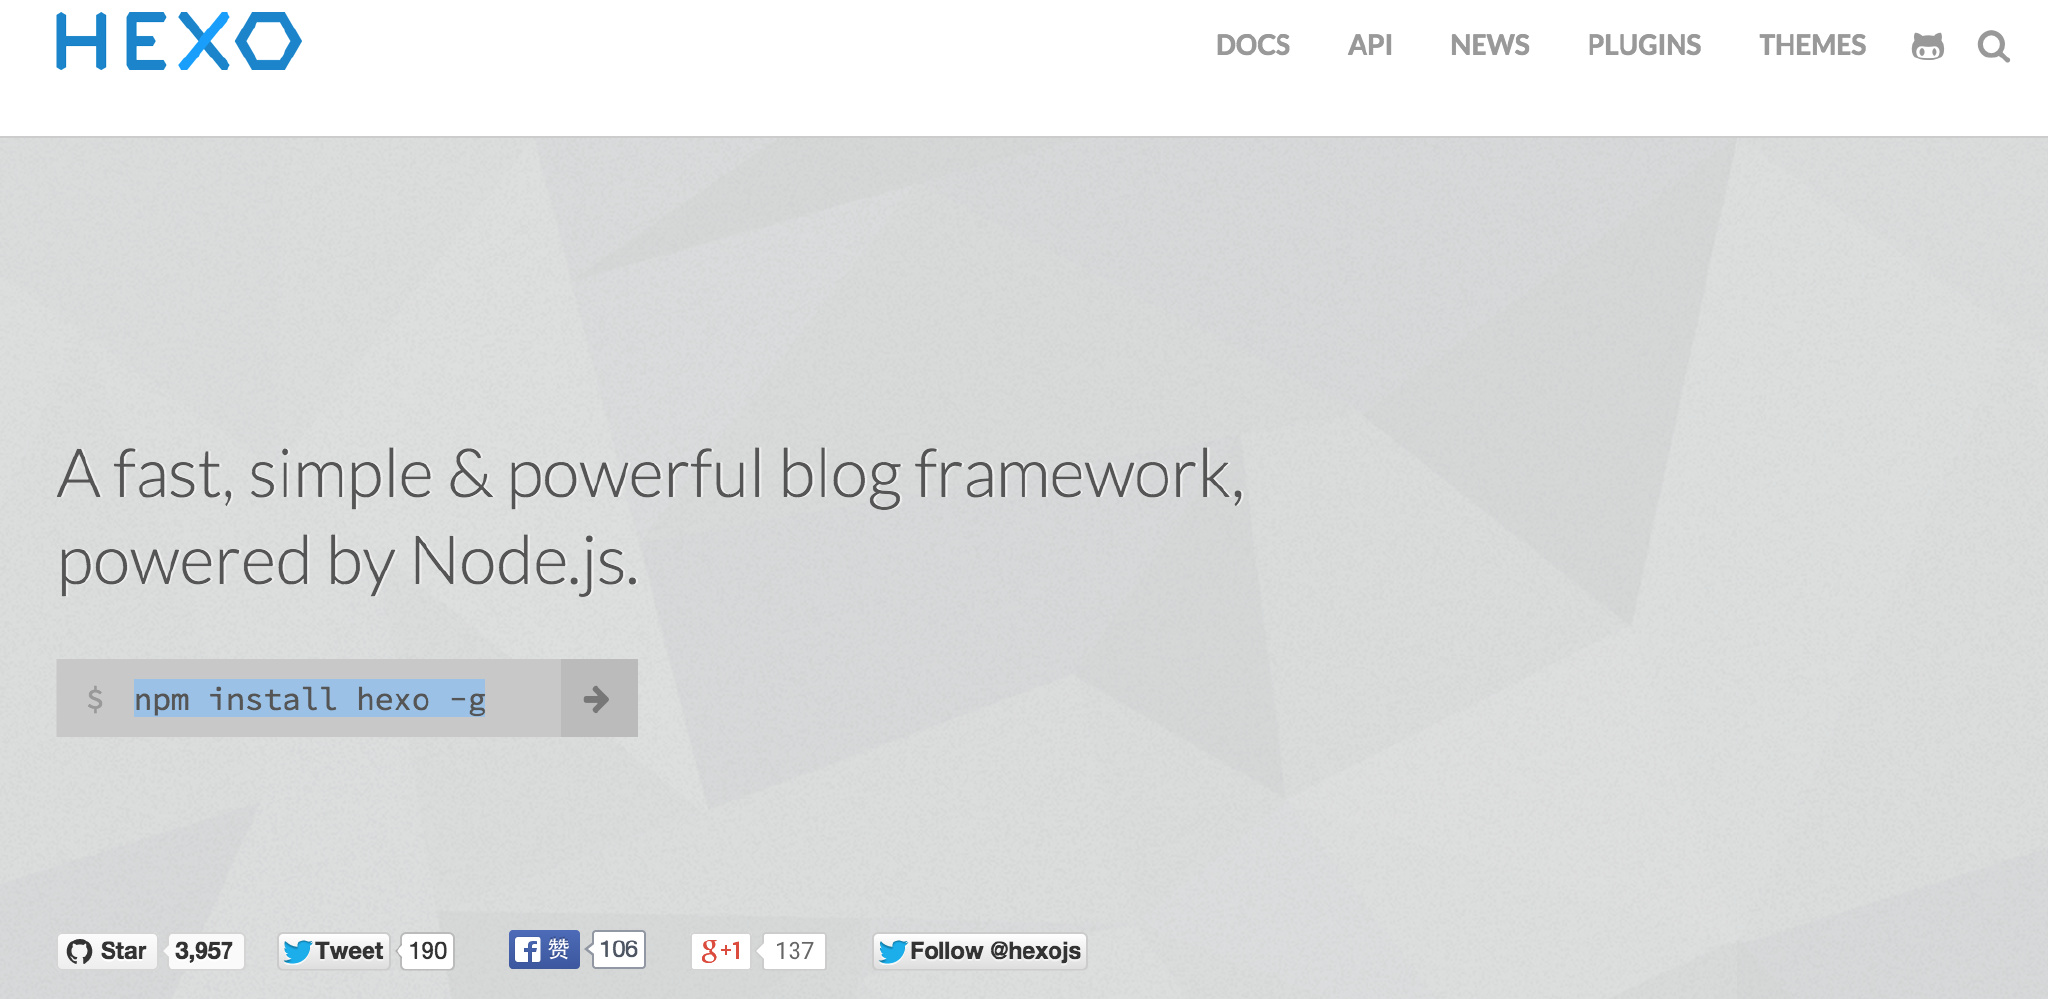 HEXO
DOCS API NEWS PLUGINS THEMES
A fast, simple & powerful blog framework,
powered by Node.js.
$ npm install hexo -g
Star 3,957 Tweet 190 赞 106 g+1 137 Follow @hexojs